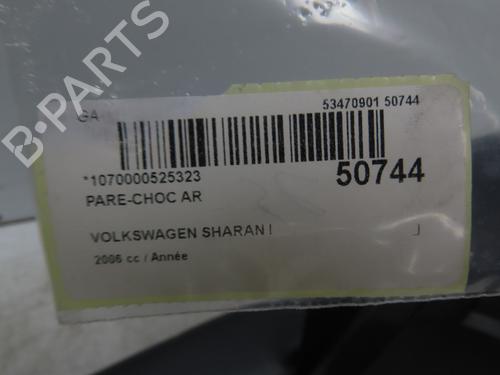 B-PARTS
GA
53470901 50744
*1070000525323
50744
PARE-CHOC AR
VOLKSWAGEN SHARAN I
J
2006 cc / Année